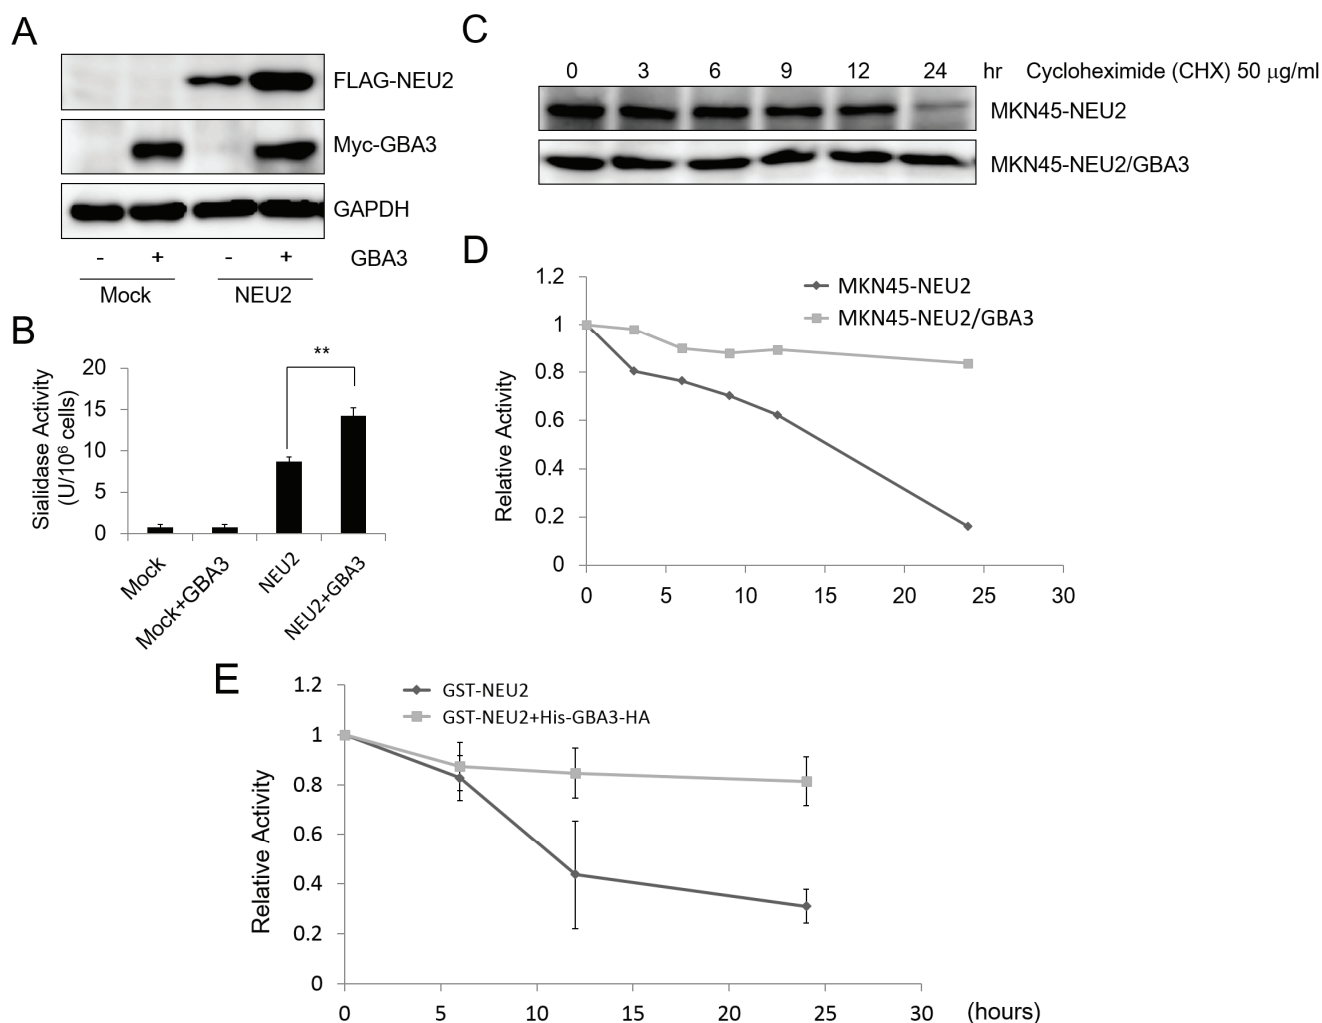 A
FLAG-NEU2
Myc-GBA3
GAPDH
- + - + GBA3
Mock NEU2
B
Sialidase Activity
(U/10⁶ cells)
20
15
10
5
0
**
Mock
Mock+GBA3
NEU2
NEU2+GBA3
C
0 3 6 9 12 24 hr Cycloheximide (CHX) 50 μg/ml
MKN45-NEU2
MKN45-NEU2/GBA3
D
Relative Activity
1.2
1
0.8
0.6
0.4
0.2
0
0 5 10 15 20 25 30
MKN45-NEU2
MKN45-NEU2/GBA3
E
Relative Activity
1.2
1
0.8
0.6
0.4
0.2
0
0 5 10 15 20 25 30 (hours)
GST-NEU2
GST-NEU2+His-GBA3-HA